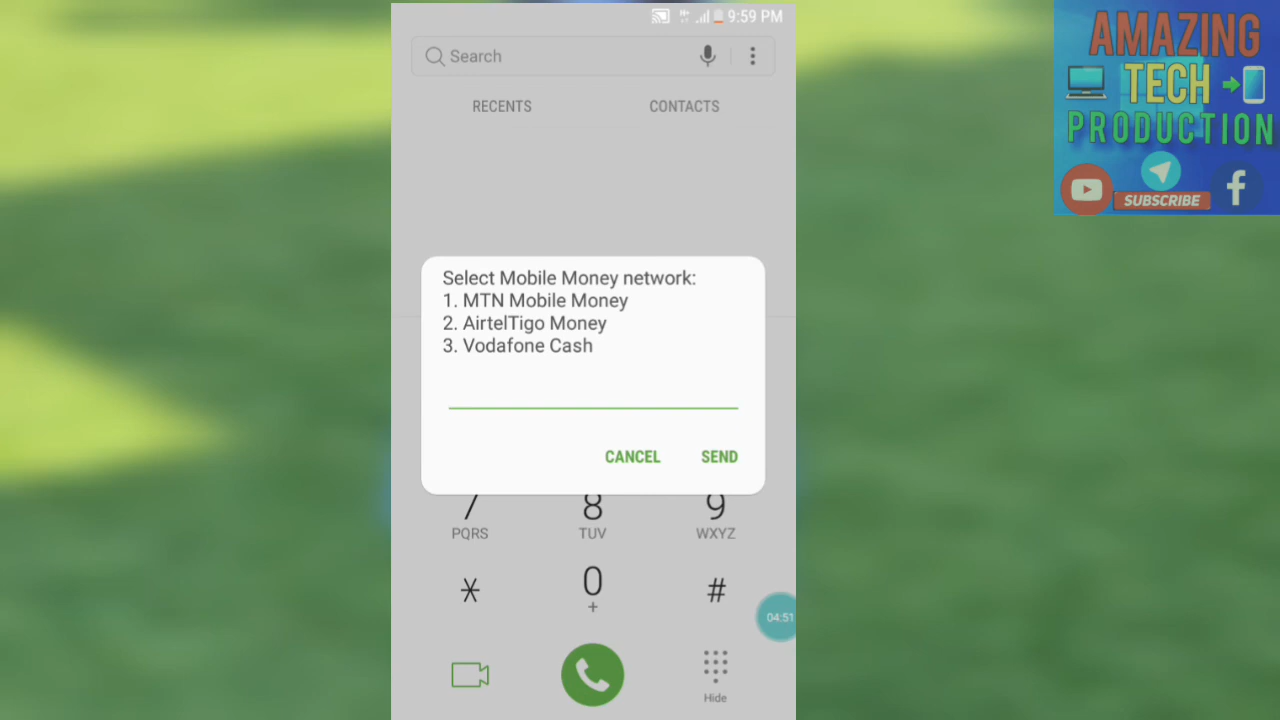 9:59 PM
Search
RECENTS
CONTACTS
Select Mobile Money network:
1. MTN Mobile Money
2. AirtelTigo Money
3. Vodafone Cash
CANCEL
SEND
7
8
9
PQRS
TUV
WXYZ
*
0
#
+
04:51
Hide
AMAZING
TECH
PRODUCTION
SUBSCRIBE